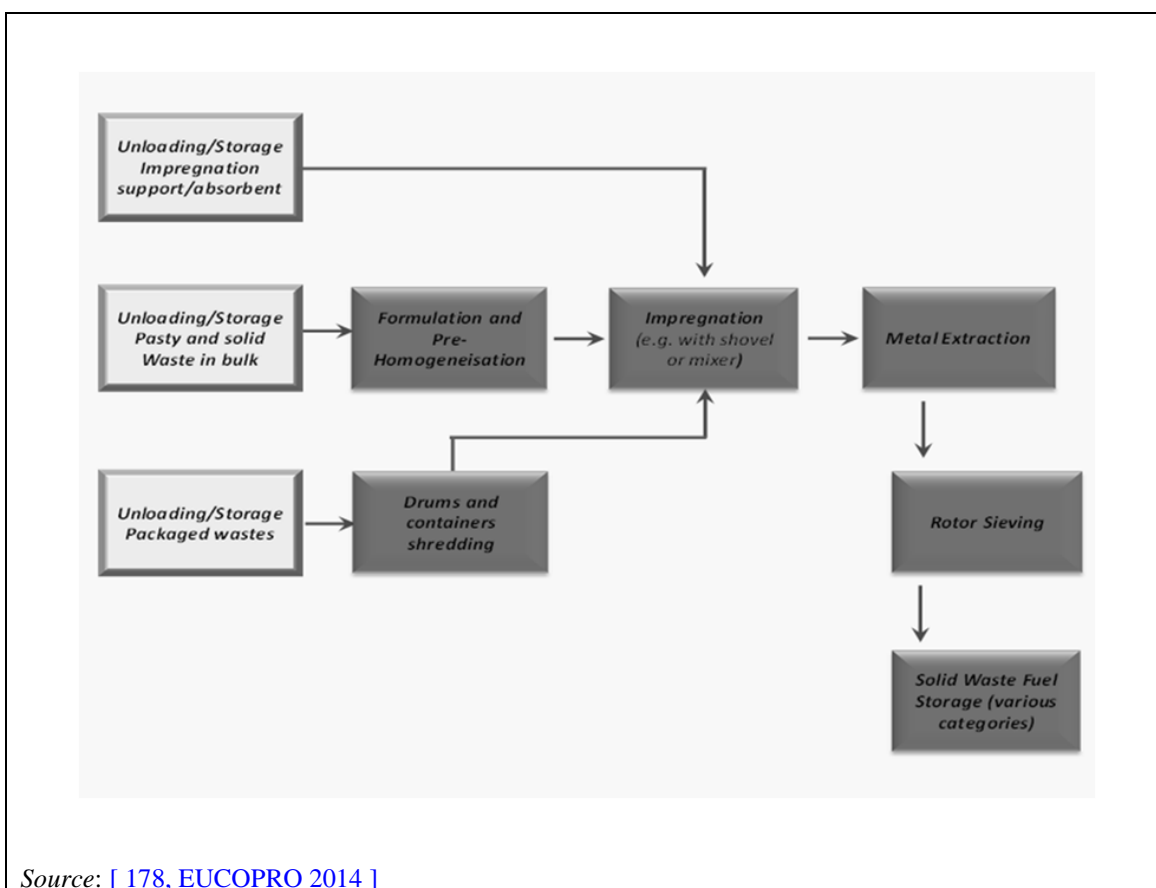 Unloading/Storage
Impregnation
support/absorbent
Unloading/Storage
Pasty and solid
Waste in bulk
Formulation and
Pre-
Homogeneisation
Impregnation
(e.g. with shovel
or mixer)
Metal Extraction
Unloading/Storage
Packaged wastes
Drums and
containers
shredding
Rotor Sieving
Solid Waste Fuel
Storage (various
categories)
Source: [ 178, EUCOPRO 2014 ]